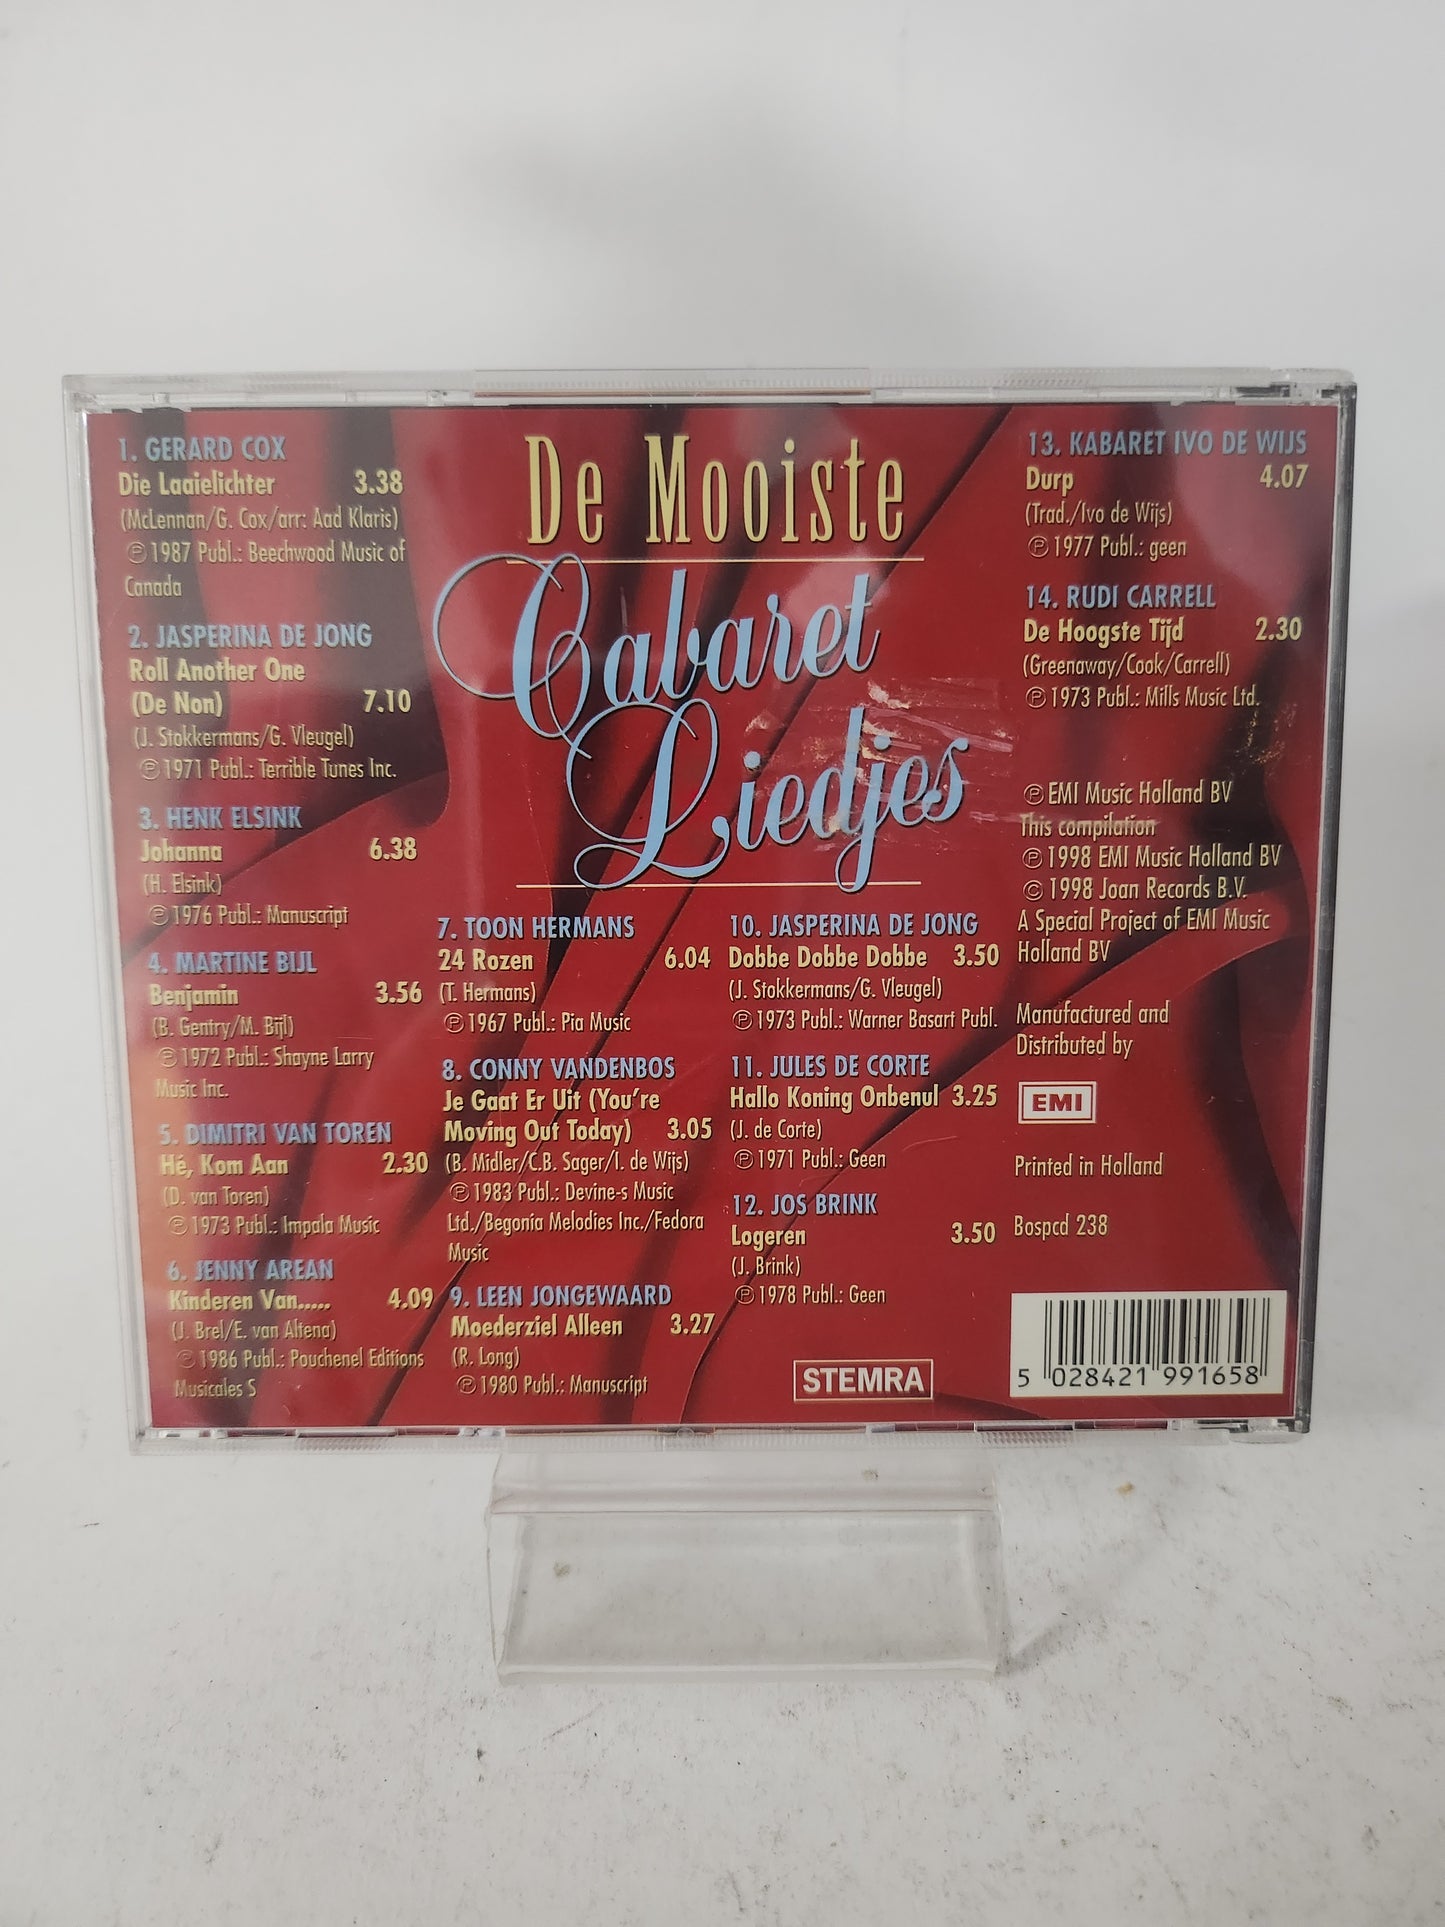 De Mooiste
Cabaret
Liedjes
1. GERARD COX
Die Laaielichter 3.38
(McLennan/G. Cox/arr: Aad Klaris)
℗ 1987 Publ.: Beechwood Music of
Canada
2. JASPERINA DE JONG
Roll Another One
(De Non) 7.10
(J. Stokkermans/G. Vleugel)
℗ 1971 Publ.: Terrible Tunes Inc.
3. HENK ELSINK
Johanna 6.38
(H. Elsink)
℗ 1976 Publ.: Manuscript
4. MARTINE BIJL
Benjamin 3.56
(B. Gentry/M. Bijl)
℗ 1972 Publ.: Shayne Larry
Music Inc.
5. DIMITRI VAN TOREN
Hé, Kom Aan 2.30
(D. van Toren)
℗ 1973 Publ.: Impala Music
6. JENNY AREAN
Kinderen Van..... 4.09
(J. Brel/E. van Altena)
℗ 1986 Publ.: Pouchenel Editions
Musicales S
7. TOON HERMANS
24 Rozen 6.04
(T. Hermans)
℗ 1967 Publ.: Pia Music
8. CONNY VANDENBOS
Je Gaat Er Uit (You're
Moving Out Today) 3.05
(B. Midler/C.B. Sager/I. de Wijs)
℗ 1983 Publ.: Devine-s Music
Ltd./Begonia Melodies Inc./Fedora
Music
9. LEEN JONGEWAARD
Moederziel Alleen 3.27
(R. Long)
℗ 1980 Publ.: Manuscript
10. JASPERINA DE JONG
Dobbe Dobbe Dobbe 3.50
(J. Stokkermans/G. Vleugel)
℗ 1973 Publ.: Warner Basart Publ.
11. JULES DE CORTE
Hallo Koning Onbenul 3.25
(J. de Corte)
℗ 1971 Publ.: Geen
12. JOS BRINK
Logeren 3.50
(J. Brink)
℗ 1978 Publ.: Geen
STEMRA
13. KABARET IVO DE WIJS
Durp 4.07
(Trad./Ivo de Wijs)
℗ 1977 Publ.: geen
14. RUDI CARRELL
De Hoogste Tijd 2.30
(Greenaway/Cook/Carrell)
℗ 1973 Publ.: Mills Music Ltd.
℗ EMI Music Holland BV
This compilation
℗ 1998 EMI Music Holland BV
© 1998 Joan Records B.V.
A Special Project of EMI Music
Holland BV
Manufactured and
Distributed by
EMI
Printed in Holland
Bospcd 238
5 028421 991658